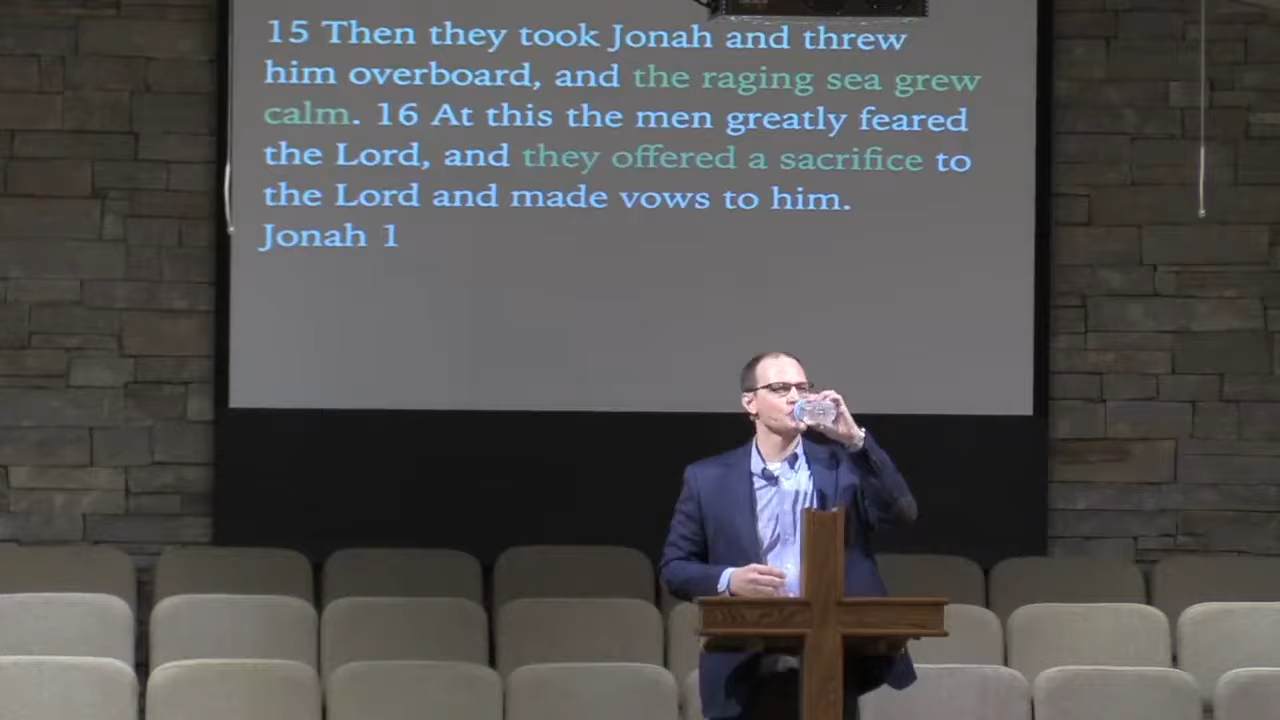 15 Then they took Jonah and threw
him overboard, and the raging sea grew
calm. 16 At this the men greatly feared
the Lord, and they offered a sacrifice to
the Lord and made vows to him.
Jonah 1